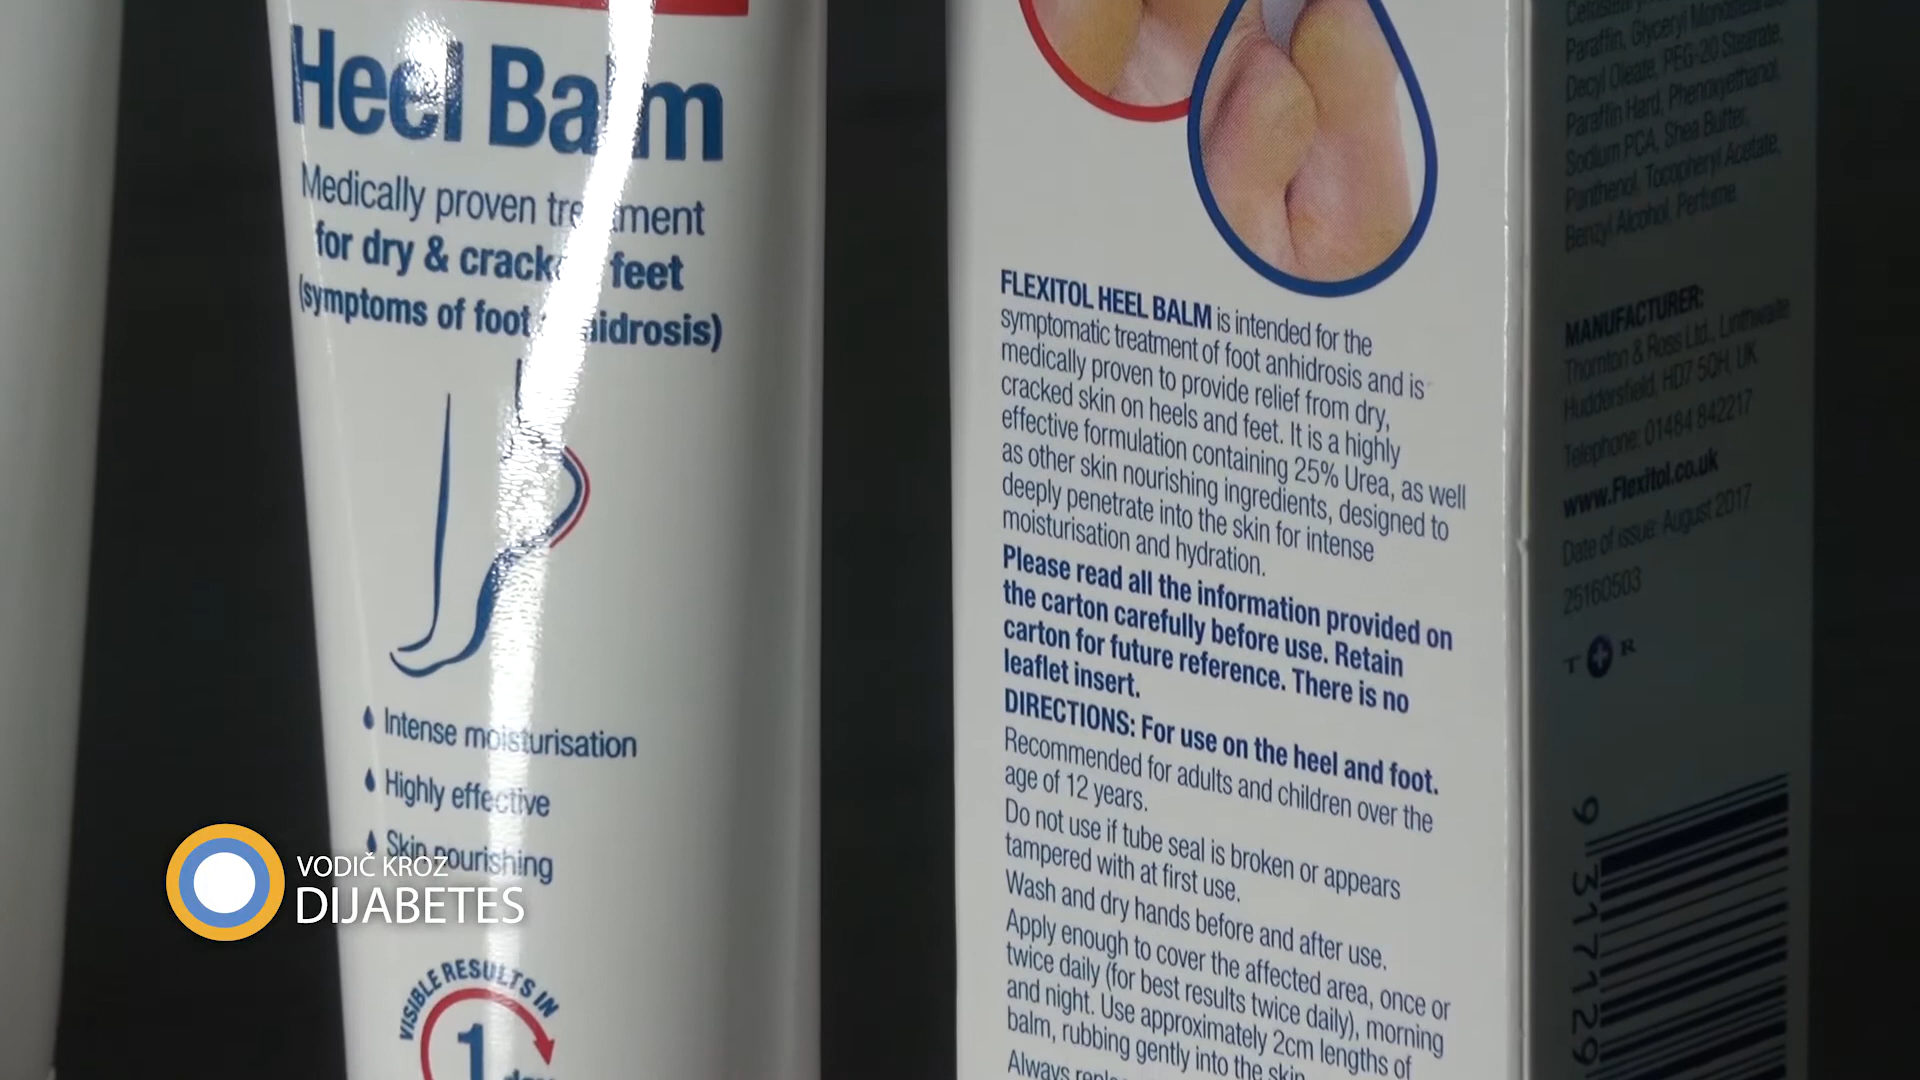 Heel Balm
Medically proven treatment
for dry & cracked feet
(symptoms of foot anhidrosis)
Intense moisturisation
Highly effective
Skin nourishing
VISIBLE RESULTS IN
1
day
VODIČ KROZ
DIJABETES
FLEXITOL HEEL BALM is intended for the
symptomatic treatment of foot anhidrosis and is
medically proven to provide relief from dry,
cracked skin on heels and feet. It is a highly
effective formulation containing 25% Urea, as well
as other skin nourishing ingredients, designed to
deeply penetrate into the skin for intense
moisturisation and hydration.
Please read all the information provided on
the carton carefully before use. Retain
carton for future reference. There is no
leaflet insert.
DIRECTIONS: For use on the heel and foot.
Recommended for adults and children over the
age of 12 years.
Do not use if tube seal is broken or appears
tampered with at first use.
Wash and dry hands before and after use.
Apply enough to cover the affected area, once or
twice daily (for best results twice daily), morning
and night. Use approximately 2cm lengths of
balm, rubbing gently into the skin
Always
Paraffin, Glyceryl Monostearate,
Decyl Oleate, PEG-20 Stearate,
Paraffin Hard, Phenoxyethanol,
Sodium PCA, Shea Butter,
Panthenol, Tocopheryl Acetate,
Benzyl Alcohol, Perfume.
MANUFACTURER:
Thornton & Ross Ltd., Linthwaite
Huddersfield, HD7 5QH, UK
Telephone: 01484 842217
www.Flexitol.co.uk
Date of issue: August 2017
25160503
T R
9 317129